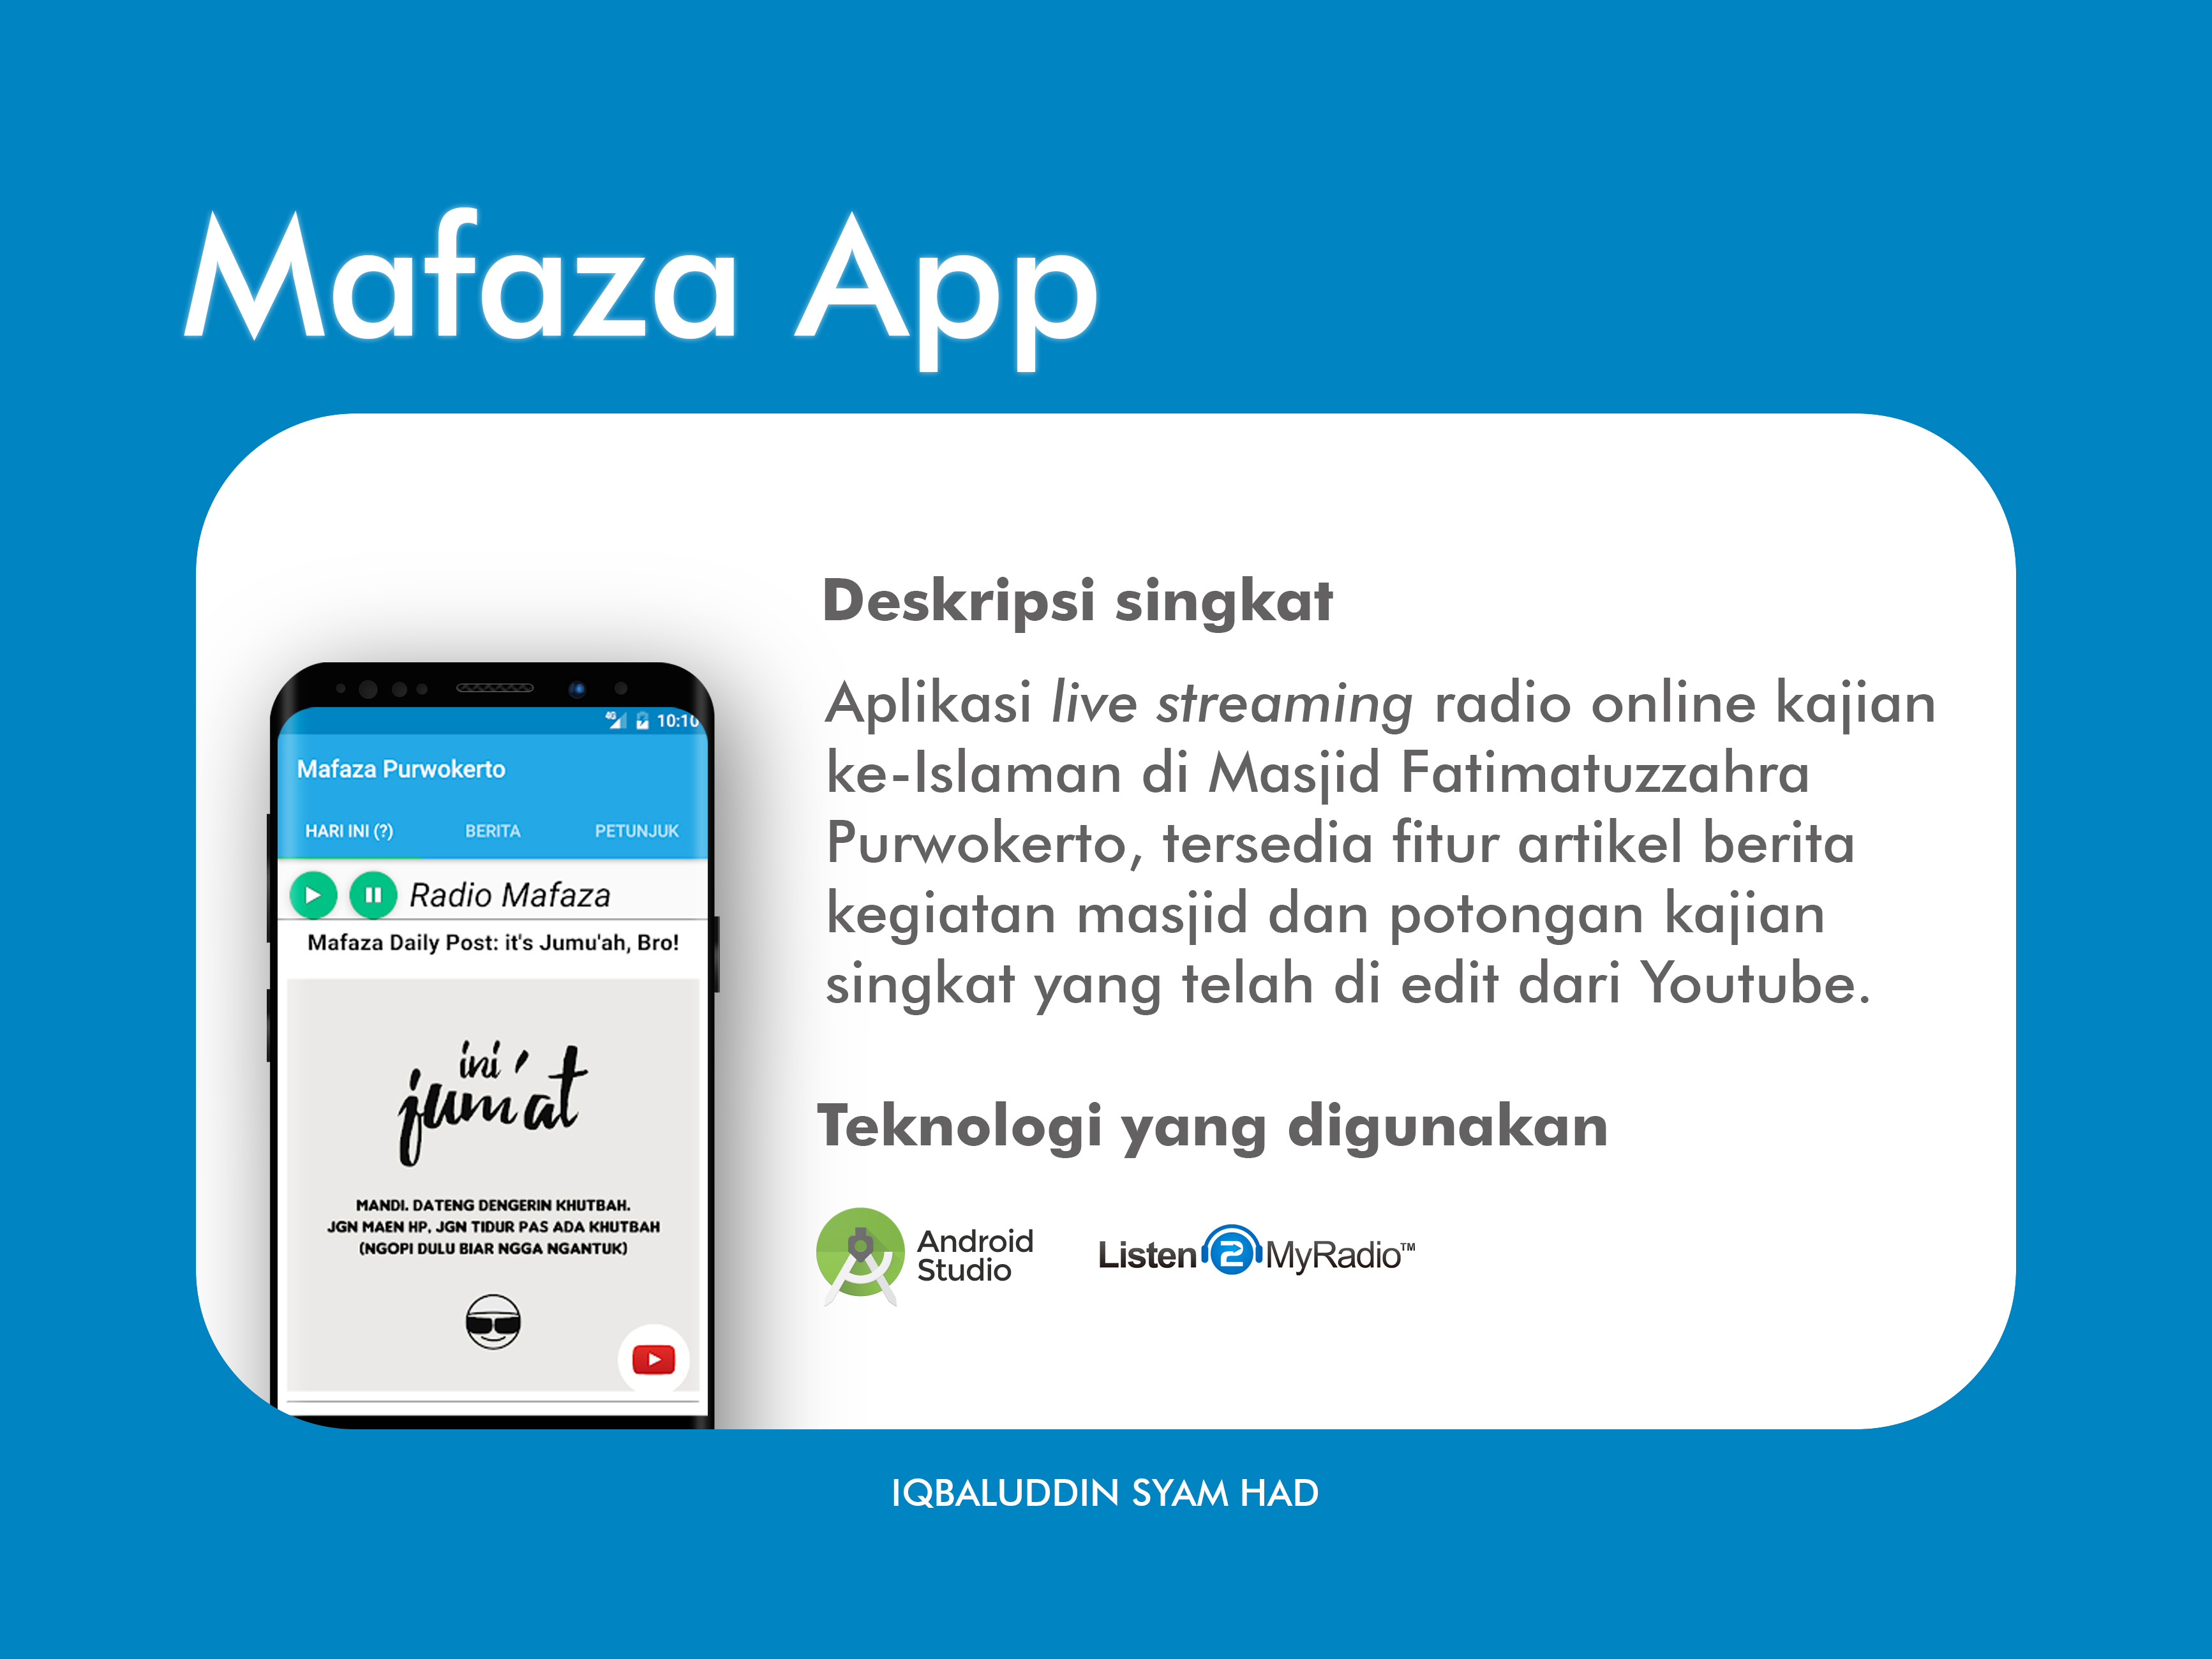 Mafaza App
4G 10:10
Mafaza Purwokerto
HARI INI (?) BERITA PETUNJUK
Radio Mafaza
Mafaza Daily Post: it's Jumu'ah, Bro!
ini
jum'at
MANDI. DATENG DENGERIN KHUTBAH.
JGN MAEN HP, JGN TIDUR PAS ADA KHUTBAH
(NGOPI DULU BIAR NGGA NGANTUK)
Deskripsi singkat
Aplikasi live streaming radio online kajian
ke-Islaman di Masjid Fatimatuzzahra
Purwokerto, tersedia fitur artikel berita
kegiatan masjid dan potongan kajian
singkat yang telah di edit dari Youtube.
Teknologi yang digunakan
Android
Studio
Listen2MyRadio™
IQBALUDDIN SYAM HAD